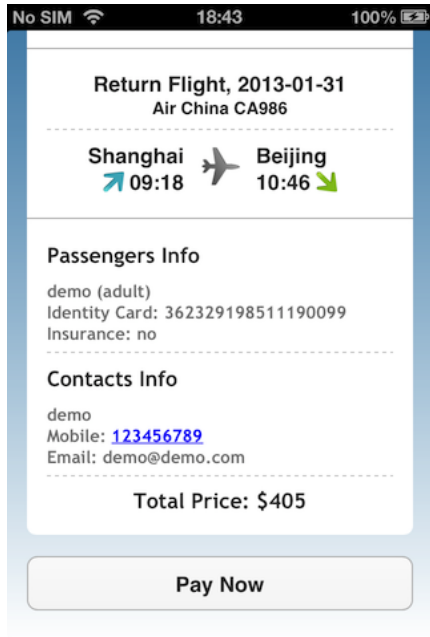 No SIM 18:43 100%
Return Flight, 2013-01-31
Air China CA986
Shanghai Beijing
09:18 10:46
Passengers Info
demo (adult)
Identity Card: 362329198511190099
Insurance: no
Contacts Info
demo
Mobile: 123456789
Email: demo@demo.com
Total Price: $405
Pay Now